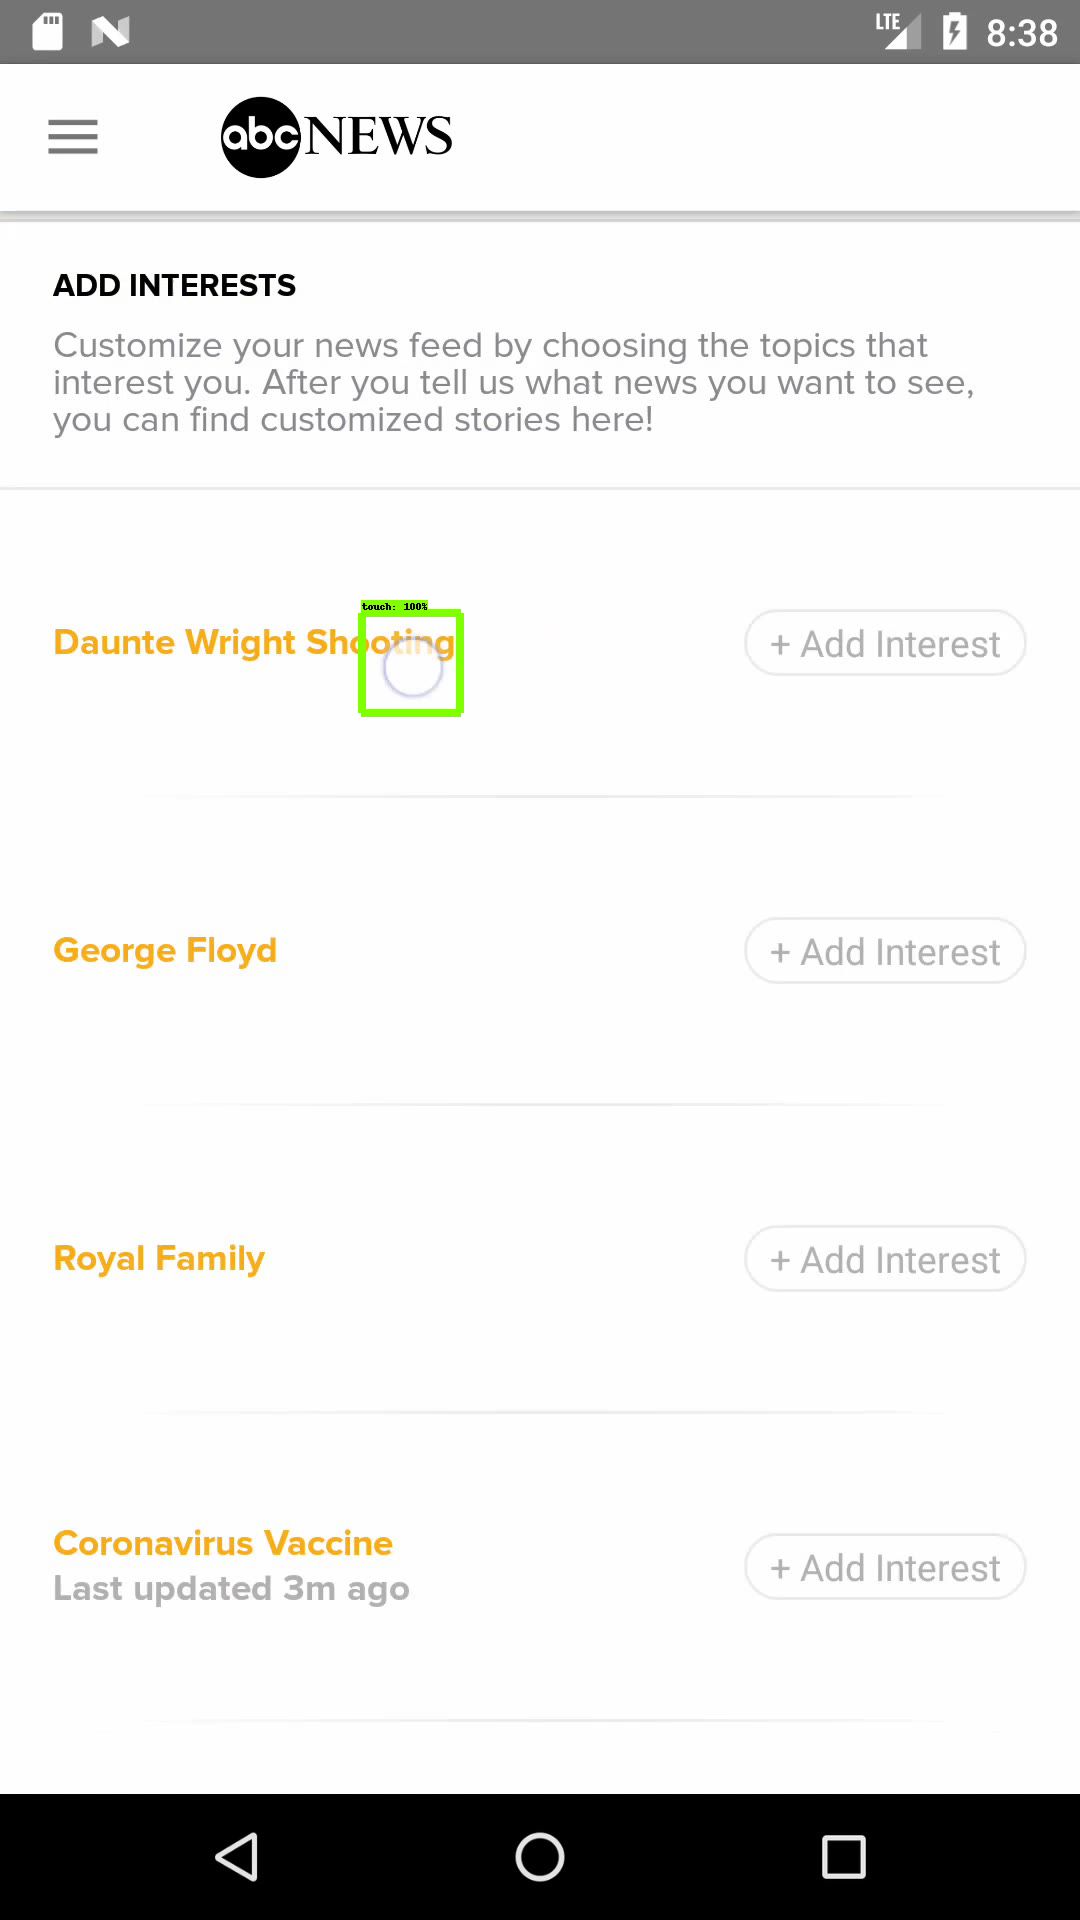 LTE 8:38
abc NEWS
ADD INTERESTS
Customize your news feed by choosing the topics that
interest you. After you tell us what news you want to see,
you can find customized stories here!
touch: 100%
Daunte Wright Shooting
+ Add Interest
George Floyd
+ Add Interest
Royal Family
+ Add Interest
Coronavirus Vaccine
Last updated 3m ago
+ Add Interest